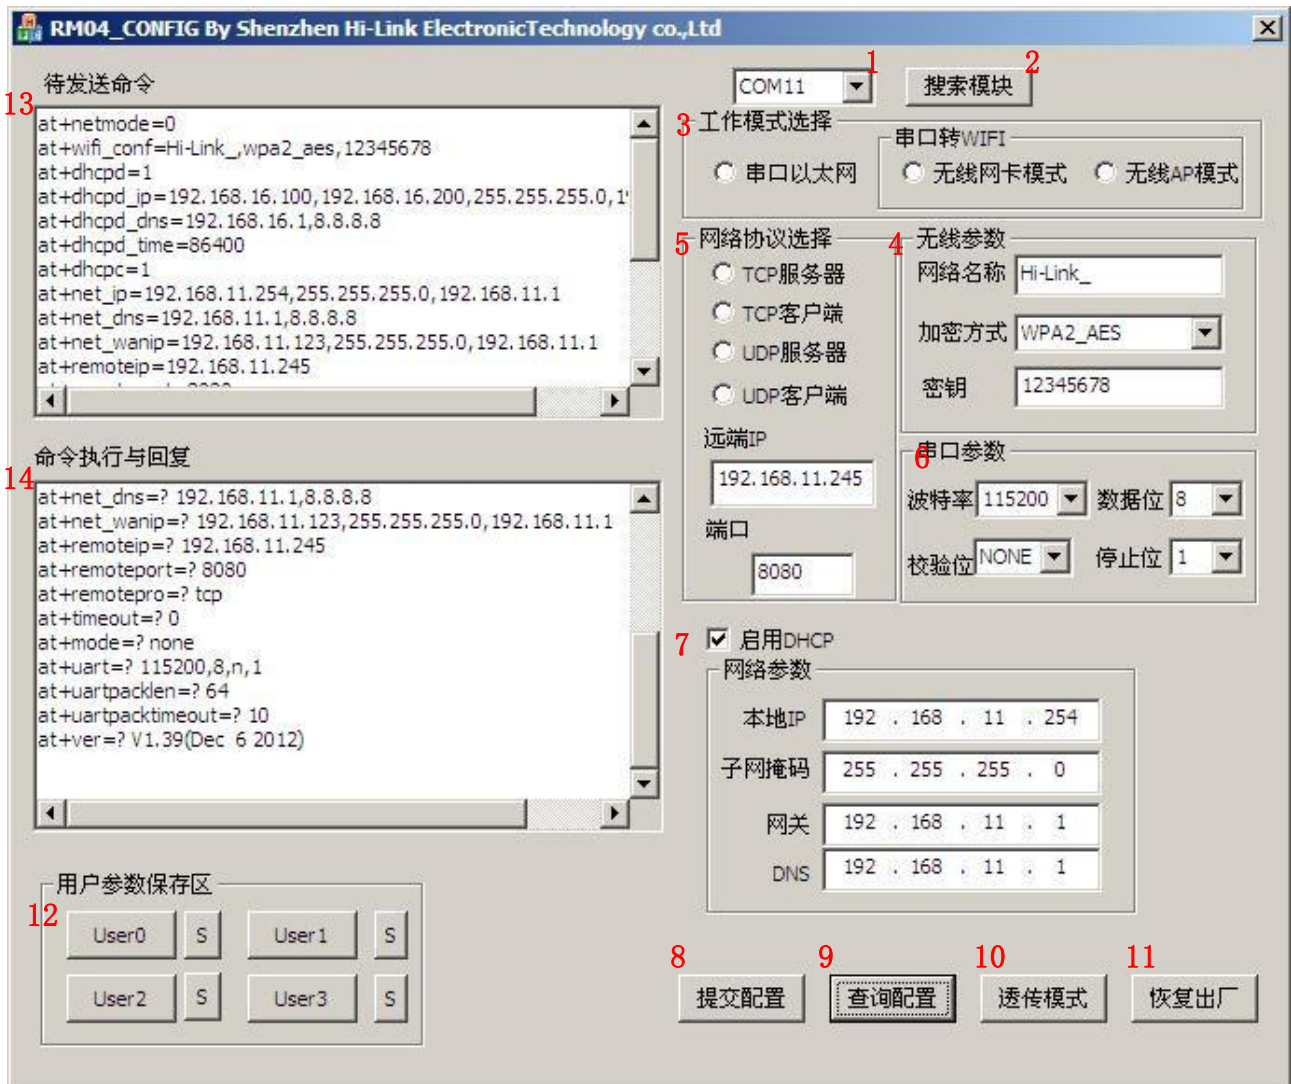 RM04_CONFIG By Shenzhen Hi-Link ElectronicTechnology co.,Ltd
待发送命令
13
at+netmode=0
at+wifi_conf=Hi-Link_,wpa2_aes,12345678
at+dhcpd=1
at+dhcpd_ip=192.168.16.100,192.168.16.200,255.255.255.0,1
at+dhcpd_dns=192.168.16.1,8.8.8.8
at+dhcpd_time=86400
at+dhcpc=1
at+net_ip=192.168.11.254,255.255.255.0,192.168.11.1
at+net_dns=192.168.11.1,8.8.8.8
at+net_wanip=192.168.11.123,255.255.255.0,192.168.11.1
at+remoteip=192.168.11.245
命令执行与回复
14
at+net_dns=? 192.168.11.1,8.8.8.8
at+net_wanip=? 192.168.11.123,255.255.255.0,192.168.11.1
at+remoteip=? 192.168.11.245
at+remoteport=? 8080
at+remotepro=? tcp
at+timeout=? 0
at+mode=? none
at+uart=? 115200,8,n,1
at+uartpacklen=? 64
at+uartpacktimeout=? 10
at+ver=? V1.39(Dec  6 2012)
用户参数保存区
12
User0 S User1 S
User2 S User3 S
COM11 1 搜索模块 2
3 工作模式选择
串口转WIFI
串口以太网 无线网卡模式 无线AP模式
5 网络协议选择
TCP服务器
TCP客户端
UDP服务器
UDP客户端
远端IP
192.168.11.245
端口
8080
4 无线参数
网络名称 Hi-Link_
加密方式 WPA2_AES
密钥 12345678
6 串口参数
波特率 115200 数据位 8
校验位 NONE 停止位 1
7 启用DHCP
网络参数
本地IP 192 . 168 . 11 . 254
子网掩码 255 . 255 . 255 . 0
网关 192 . 168 . 11 . 1
DNS 192 . 168 . 11 . 1
8 9 10 11
提交配置 查询配置 透传模式 恢复出厂